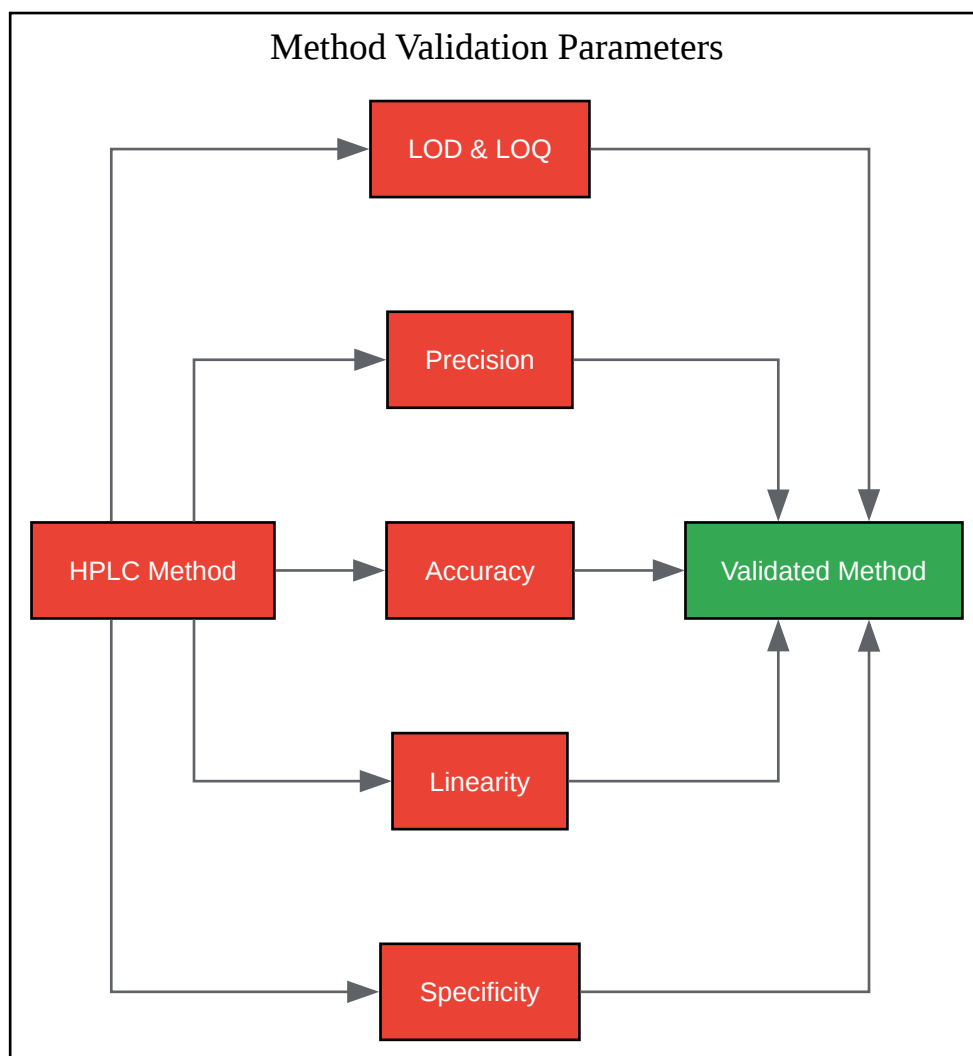 Method Validation Parameters
LOD & LOQ
Precision
HPLC Method
Accuracy
Validated Method
Linearity
Specificity